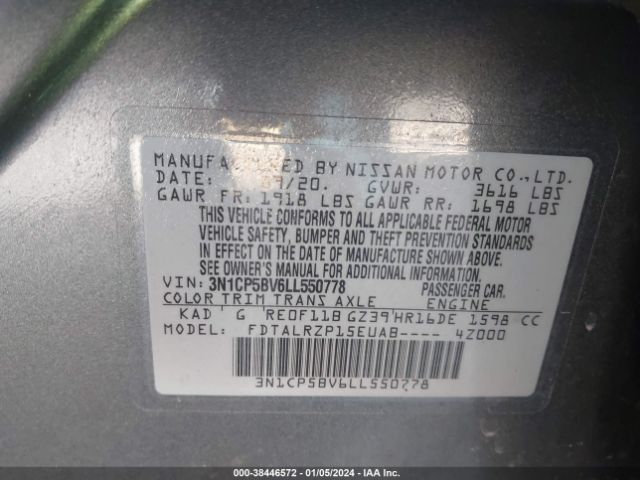 MANUFACTURED BY NISSAN MOTOR CO.,LTD.
DATE: 09/20. GVWR: 3616 LBS
GAWR FR: 1918 LBS GAWR RR: 1698 LBS
THIS VEHICLE CONFORMS TO ALL APPLICABLE FEDERAL MOTOR
VEHICLE SAFETY, BUMPER AND THEFT PREVENTION STANDARDS
IN EFFECT ON THE DATE OF MANUFACTURE SHOWN ABOVE.
SEE OWNER'S MANUAL FOR ADDITIONAL INFORMATION.
VIN: 3N1CP5BV6LL550778 PASSENGER CAR.
COLOR TRIM TRANS AXLE ENGINE
KAD G RE0F11B GZ39 HR16DE 1598 CC
MODEL: FDTALRZP15EUAB---- 4Z000
3N1CP5BV6LL550778
000-38446572 - 01/05/2024 - IAA Inc.